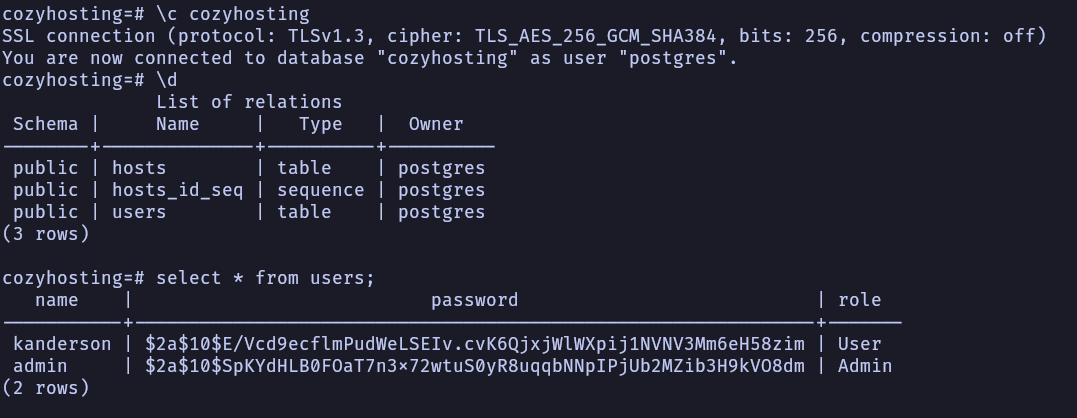 cozyhosting=# \c cozyhosting
SSL connection (protocol: TLSv1.3, cipher: TLS_AES_256_GCM_SHA384, bits: 256, compression: off)
You are now connected to database "cozyhosting" as user "postgres".
cozyhosting=# \d
List of relations
Schema | Name | Type | Owner
--------+--------------+----------+----------
public | hosts | table | postgres
public | hosts_id_seq | sequence | postgres
public | users | table | postgres
(3 rows)
cozyhosting=# select * from users;
name | password | role
-----------+--------------------------------------------------------------+-------
kanderson | $2a$10$E/Vcd9ecflmPudWeLSEIv.cvK6QjxjWlWXpij1NVNV3Mm6eH58zim | User
admin | $2a$10$SpKYdHLB0FOaT7n3x72wtuS0yR8uqqbNNpIPjUb2MZib3H9kVO8dm | Admin
(2 rows)